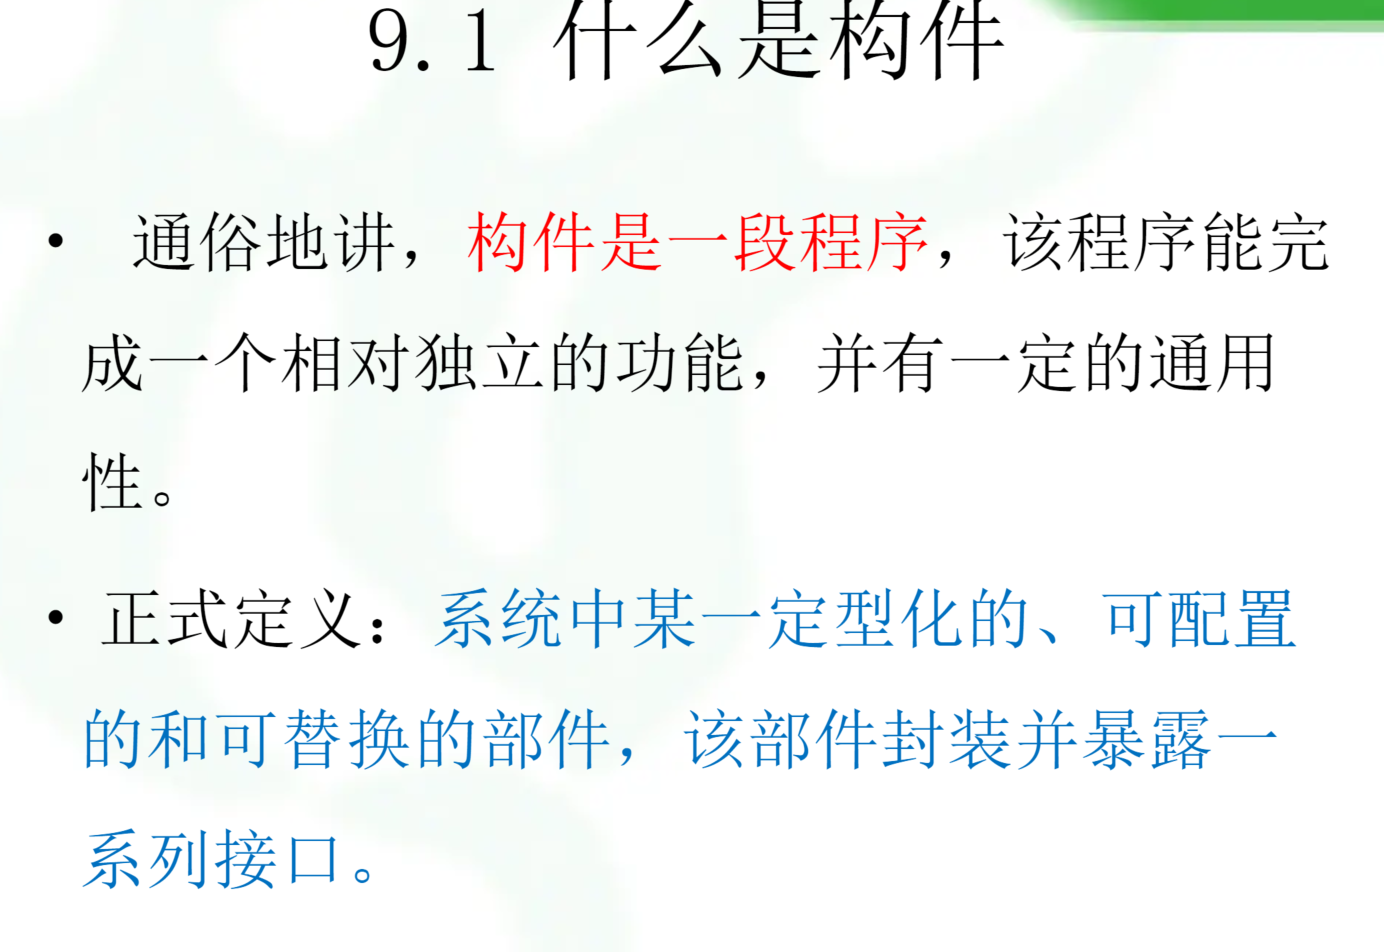 9.1 什么是构件
• 通俗地讲，构件是一段程序，该程序能完
成一个相对独立的功能，并有一定的通用
性。
• 正式定义：系统中某一定型化的、可配置
的和可替换的部件，该部件封装并暴露一
系列接口。